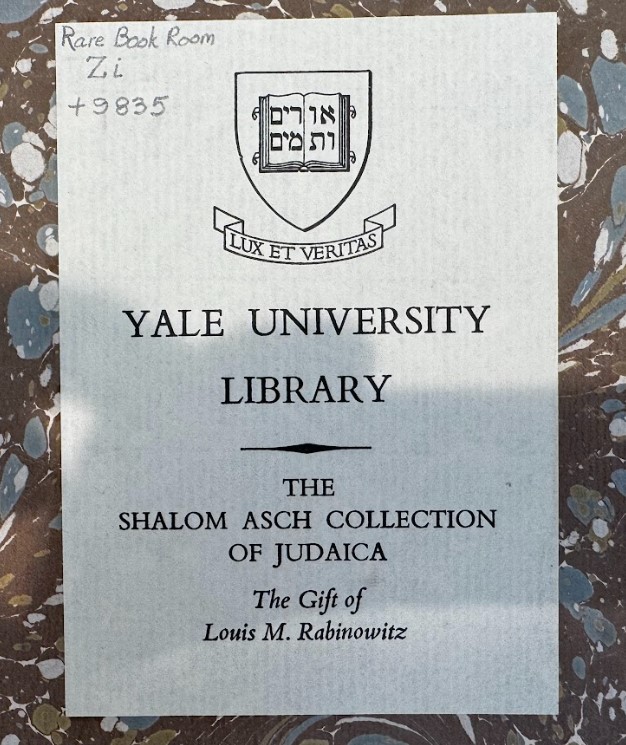 Rare Book Room
Zi
+9835
אורים
ותמים
LUX ET VERITAS
YALE UNIVERSITY
LIBRARY
THE
SHALOM ASCH COLLECTION
OF JUDAICA
The Gift of
Louis M. Rabinowitz